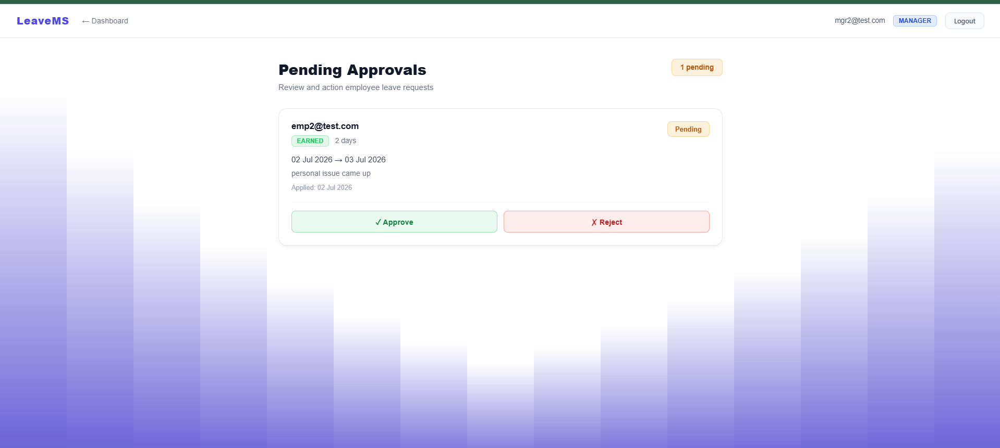 LeaveMS ← Dashboard mgr2@test.com MANAGER Logout
Pending Approvals
1 pending
Review and action employee leave requests
emp2@test.com
Pending
EARNED 2 days
02 Jul 2026 → 03 Jul 2026
personal issue came up
Applied: 02 Jul 2026
✓ Approve ✗ Reject